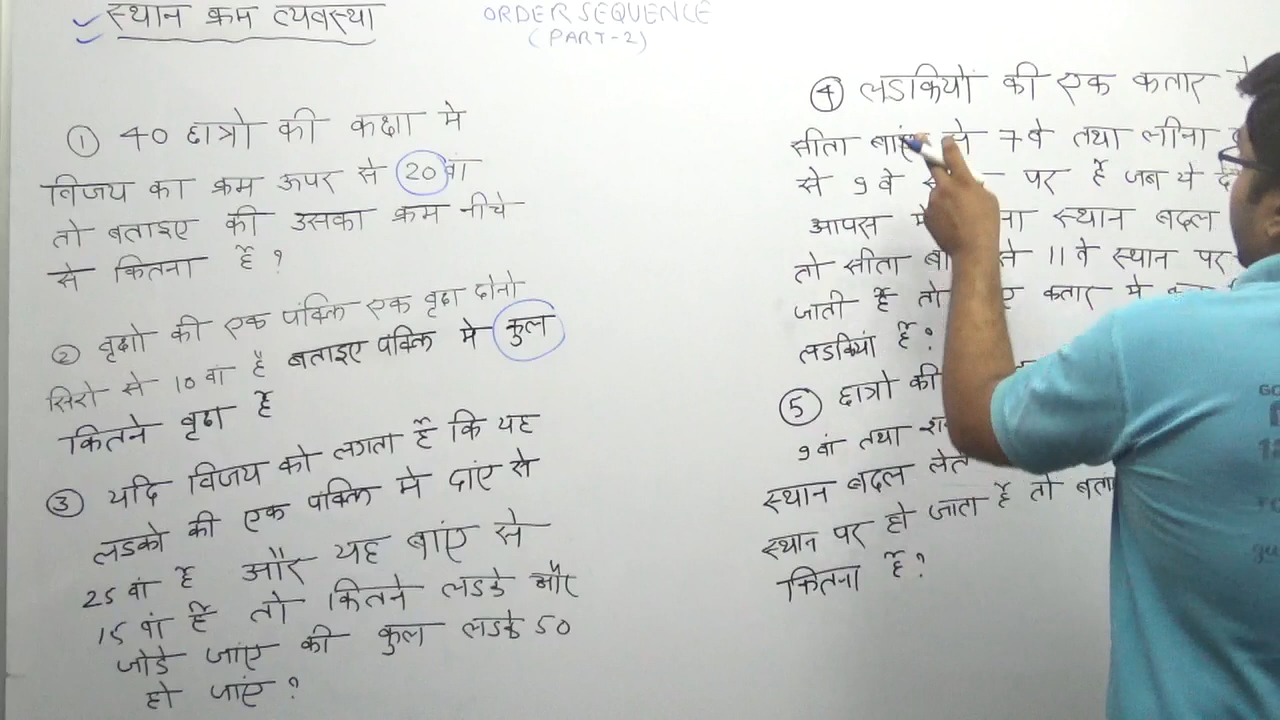 स्थान क्रम व्यवस्था
ORDER SEQUENCE
(PART-2)
① 40 छात्रो की कक्षा मे
विजय का क्रम ऊपर से 20 वां
तो बताइए की उसका क्रम नीचे
से कितना है ?
② वृक्षो की एक पंक्ति एक वृक्ष दोनो
सिरो से 10 वां है बताइए पंक्ति मे कुल
कितने वृक्ष है
③ यदि विजय को लगता है कि यह
लडको की एक पंक्ति मे दांए से
25 वां है और यह बांए से
15 वां है तो कितने लडके और
जोडे जांए की कुल लडके 50
हो जांए ?
④ लडकियों की एक कतार
सीता बाएं से 7 वे तथा लीना
से 9 वे पर है जब ये
आपस स्थान बदल
तो सीता 11 वे स्थान पर
जाती है तो कतार मे
लडकियां है ?
⑤ छात्रो की
9 वां तथा
स्थान बदल लेते
स्थान पर हो जाता है तो
कितना है ?